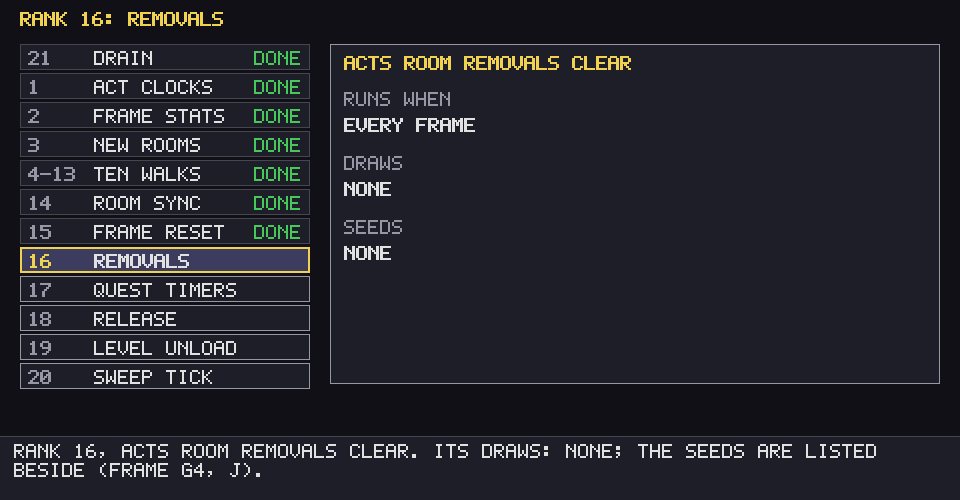 RANK 16: REMOVALS
21 DRAIN DONE
1 ACT CLOCKS DONE
2 FRAME STATS DONE
3 NEW ROOMS DONE
4-13 TEN WALKS DONE
14 ROOM SYNC DONE
15 FRAME RESET DONE
16 REMOVALS
17 QUEST TIMERS
18 RELEASE
19 LEVEL UNLOAD
20 SWEEP TICK
ACTS ROOM REMOVALS CLEAR
RUNS WHEN
EVERY FRAME
DRAWS
NONE
SEEDS
NONE
RANK 16, ACTS ROOM REMOVALS CLEAR. ITS DRAWS: NONE; THE SEEDS ARE LISTED
BESIDE (FRAME G4, J).